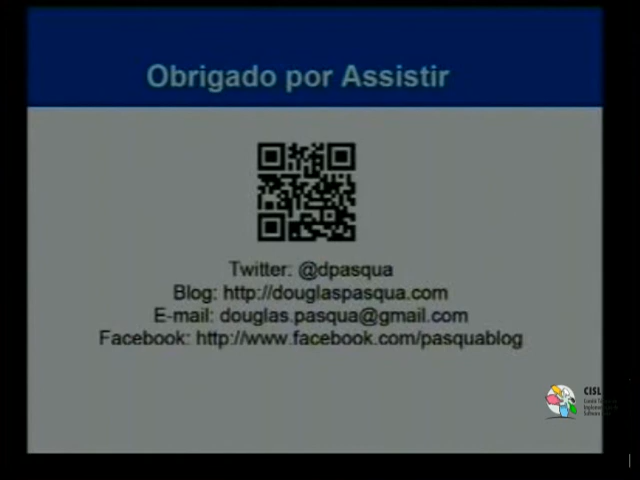 Obrigado por Assistir
Twitter: @dpasqua
Blog: http://douglaspasqua.com
E-mail: douglas.pasqua@gmail.com
Facebook: http://www.facebook.com/pasquablog
CISL